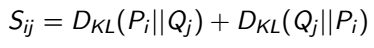 S_{ij} = D_{KL}(P_i||Q_j) + D_{KL}(Q_j||P_i)